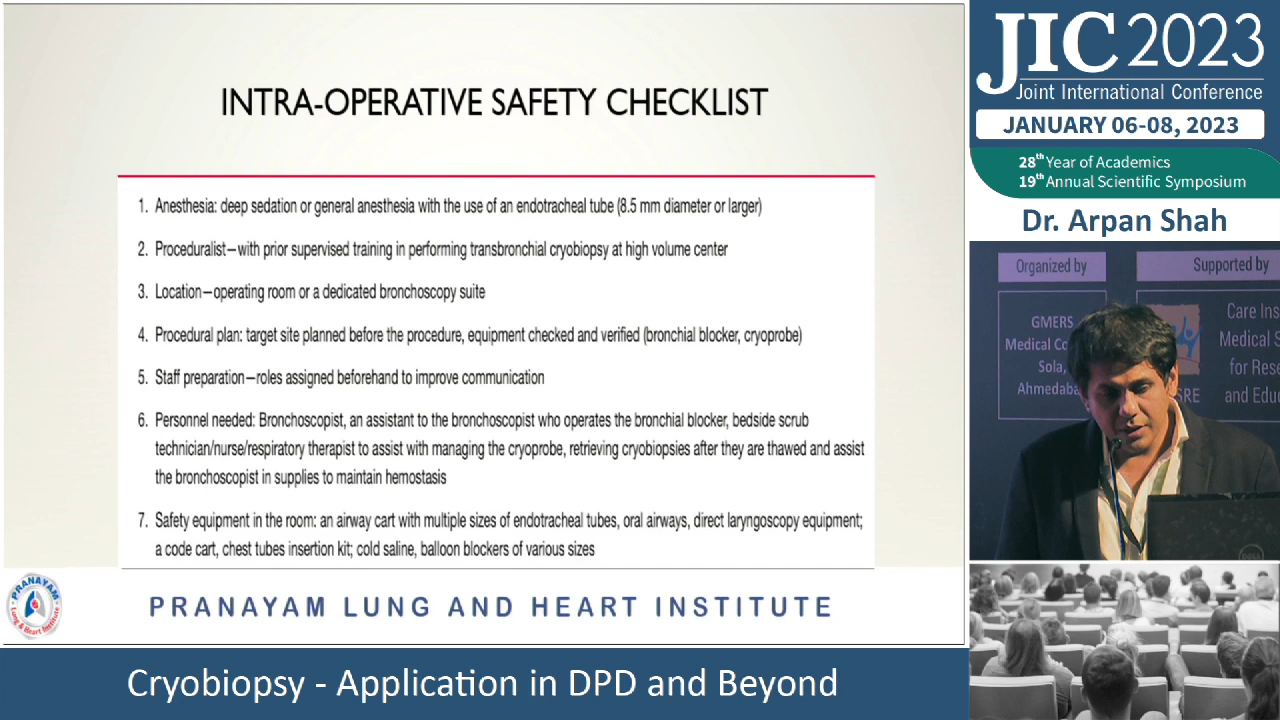 INTRA-OPERATIVE SAFETY CHECKLIST
1. Anesthesia: deep sedation or general anesthesia with the use of an endotracheal tube (8.5 mm diameter or larger)
2. Proceduralist—with prior supervised training in performing transbronchial cryobiopsy at high volume center
3. Location—operating room or a dedicated bronchoscopy suite
4. Procedural plan: target site planned before the procedure, equipment checked and verified (bronchial blocker, cryoprobe)
5. Staff preparation—roles assigned beforehand to improve communication
6. Personnel needed: Bronchoscopist, an assistant to the bronchoscopist who operates the bronchial blocker, bedside scrub
technician/nurse/respiratory therapist to assist with managing the cryoprobe, retrieving cryobiopsies after they are thawed and assist
the bronchoscopist in supplies to maintain hemostasis
7. Safety equipment in the room: an airway cart with multiple sizes of endotracheal tubes, oral airways, direct laryngoscopy equipment;
a code cart, chest tubes insertion kit; cold saline, balloon blockers of various sizes
PRANAYAM
Lung & Heart Institute
PRANAYAM LUNG AND HEART INSTITUTE
Cryobiopsy - Application in DPD and Beyond
JIC 2023
Joint International Conference
JANUARY 06-08, 2023
28th Year of Academics
19th Annual Scientific Symposium
Dr. Arpan Shah
Organized by
GMERS
Medical Co
Sola,
Ahmedaba
Supported by
SRE
Care Ins
Medical S
for Rese
and Educ
DELL